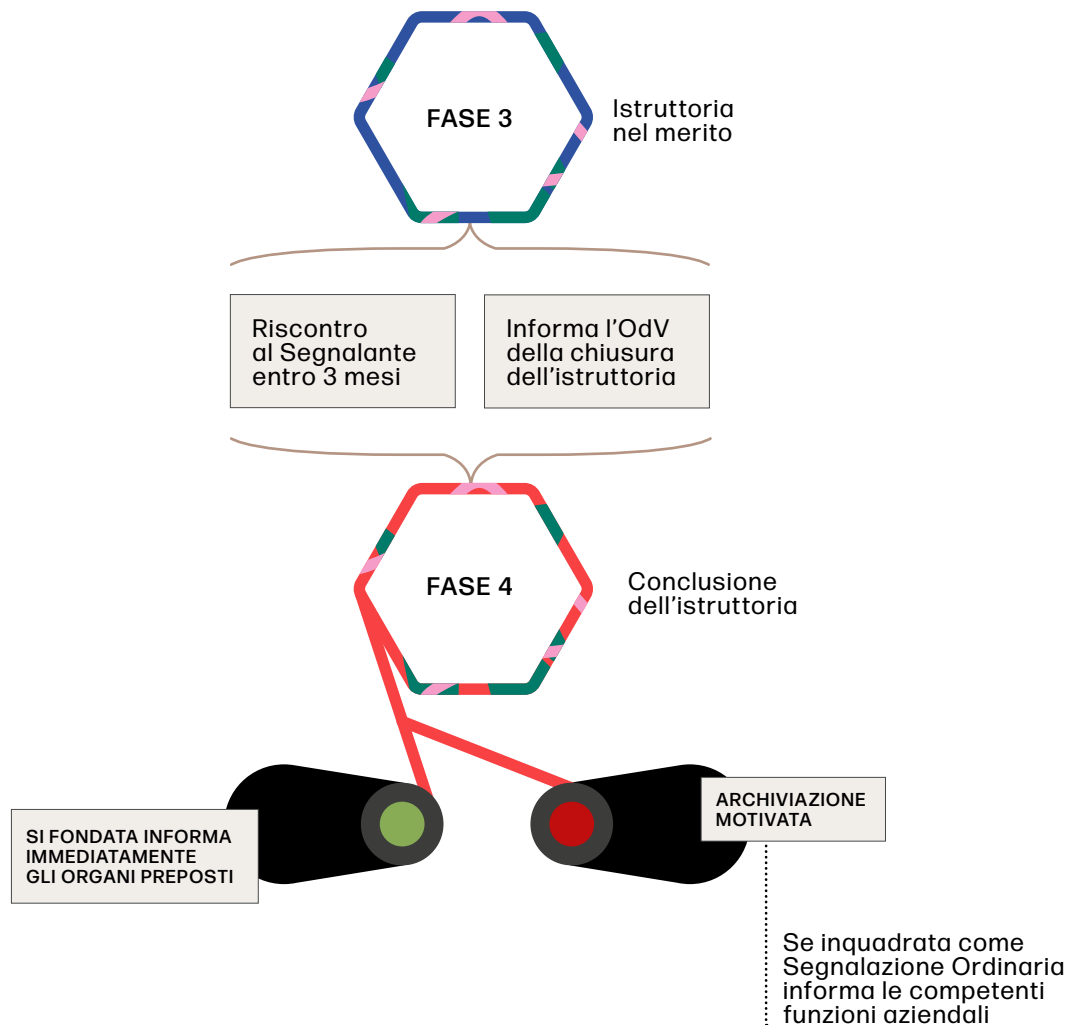 FASE 3
Istruttoria
nel merito
Riscontro
al Segnalante
entro 3 mesi
Informa l'OdV
della chiusura
dell'istruttoria
FASE 4
Conclusione
dell'istruttoria
SI FONDATA INFORMA
IMMEDIATAMENTE
GLI ORGANI PREPOSTI
ARCHIVIAZIONE
MOTIVATA
Se inquadrata come
Segnalazione Ordinaria
informa le competenti
funzioni aziendali